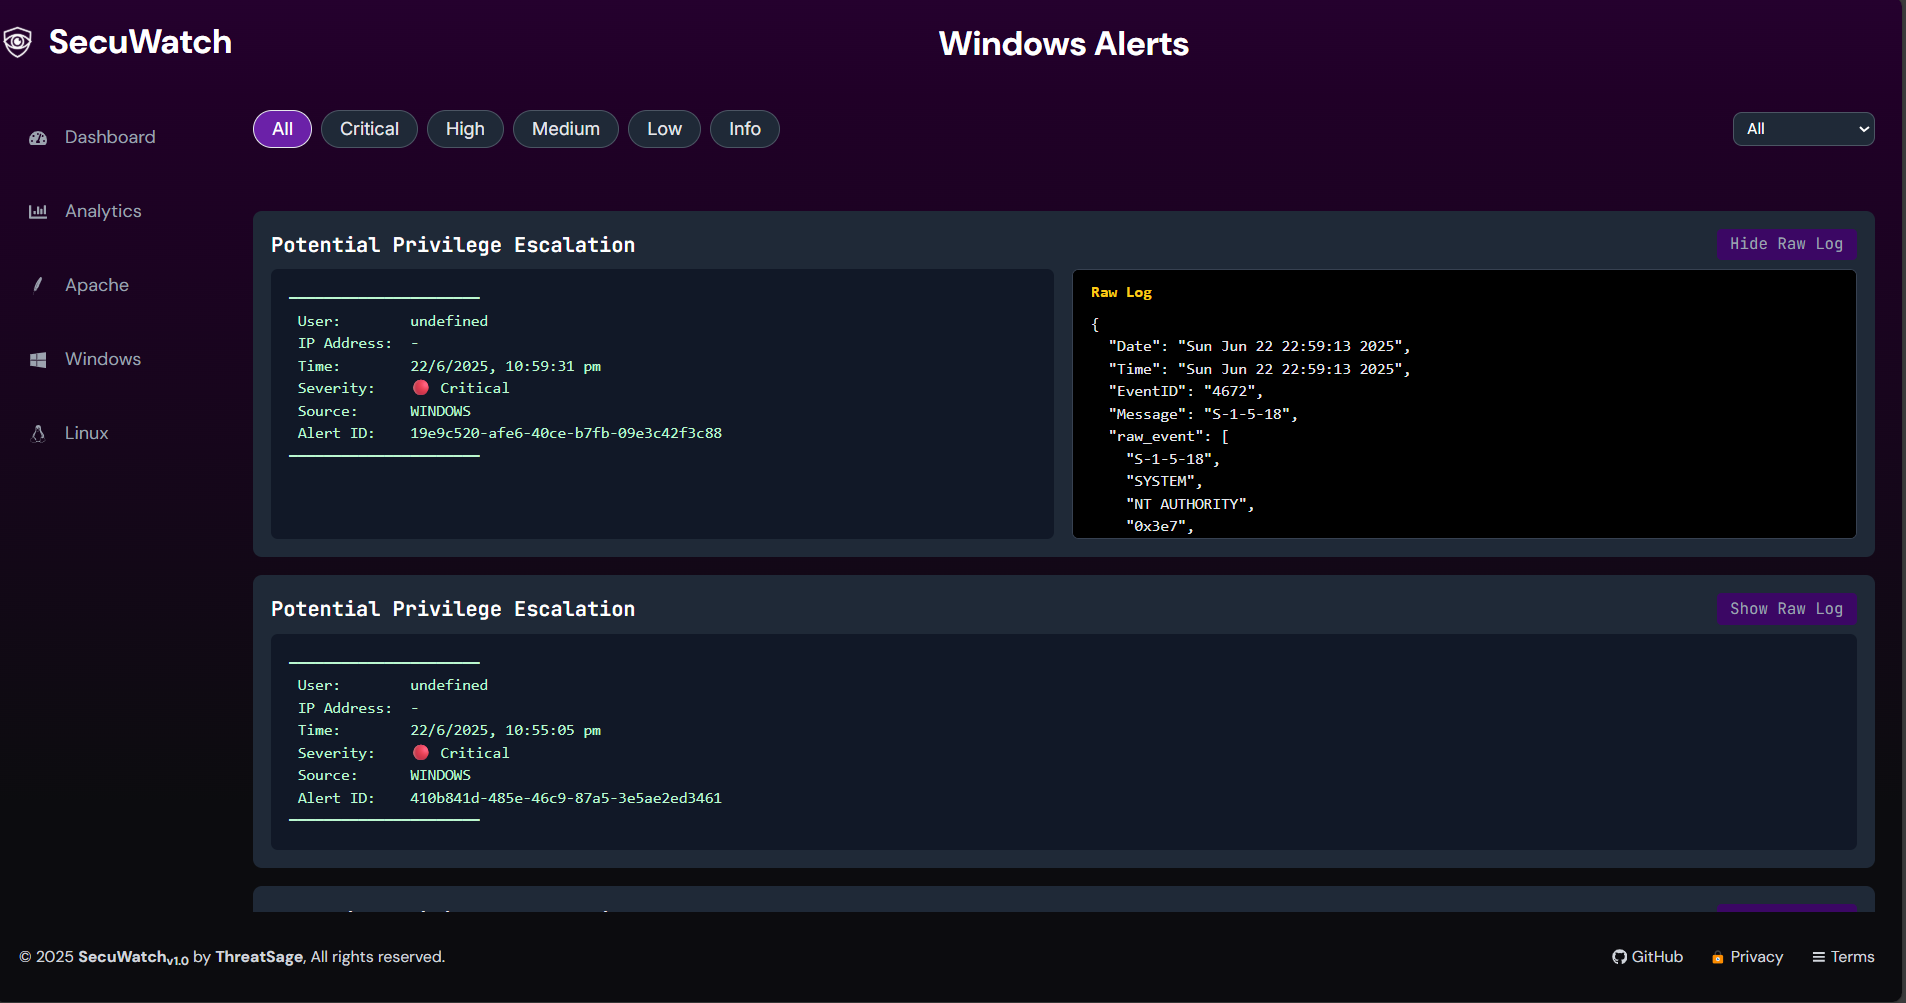 SecuWatch
Windows Alerts
Dashboard
Analytics
Apache
Windows
Linux
All
Critical
High
Medium
Low
Info
All
Potential Privilege Escalation
Hide Raw Log
User: undefined
IP Address: -
Time: 22/6/2025, 10:59:31 pm
Severity: Critical
Source: WINDOWS
Alert ID: 19e9c520-afe6-40ce-b7fb-09e3c42f3c88
Raw Log
{
"Date": "Sun Jun 22 22:59:13 2025",
"Time": "Sun Jun 22 22:59:13 2025",
"EventID": "4672",
"Message": "S-1-5-18",
"raw_event": [
"S-1-5-18",
"SYSTEM",
"NT AUTHORITY",
"0x3e7",
Potential Privilege Escalation
Show Raw Log
User: undefined
IP Address: -
Time: 22/6/2025, 10:55:05 pm
Severity: Critical
Source: WINDOWS
Alert ID: 410b841d-485e-46c9-87a5-3e5ae2ed3461
© 2025 SecuWatchv1.0 by ThreatSage, All rights reserved.
GitHub
Privacy
Terms